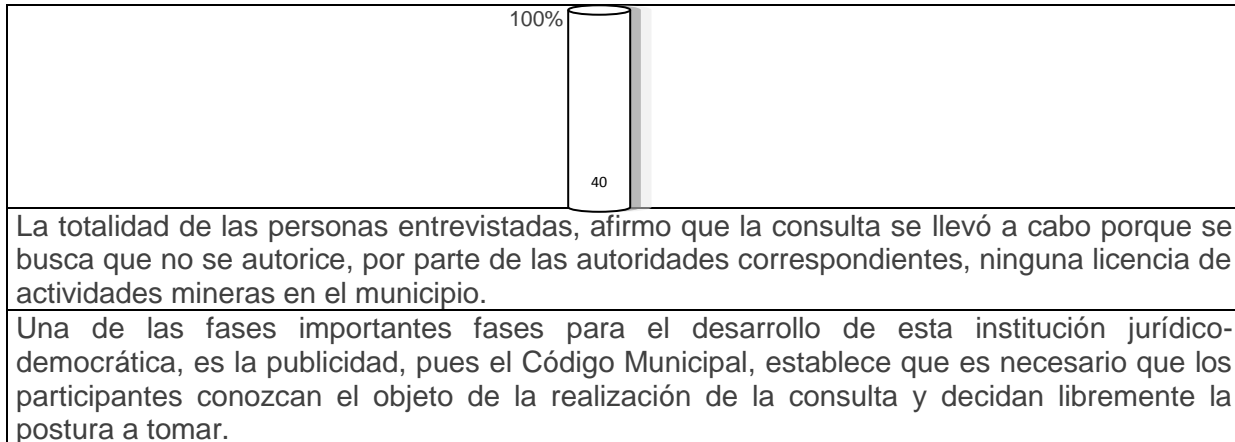 100%
40
La totalidad de las personas entrevistadas, afirmo que la consulta se llevó a cabo porque se
busca que no se autorice, por parte de las autoridades correspondientes, ninguna licencia de
actividades mineras en el municipio.
Una de las fases importantes fases para el desarrollo de esta institución jurídico-
democrática, es la publicidad, pues el Código Municipal, establece que es necesario que los
participantes conozcan el objeto de la realización de la consulta y decidan libremente la
postura a tomar.